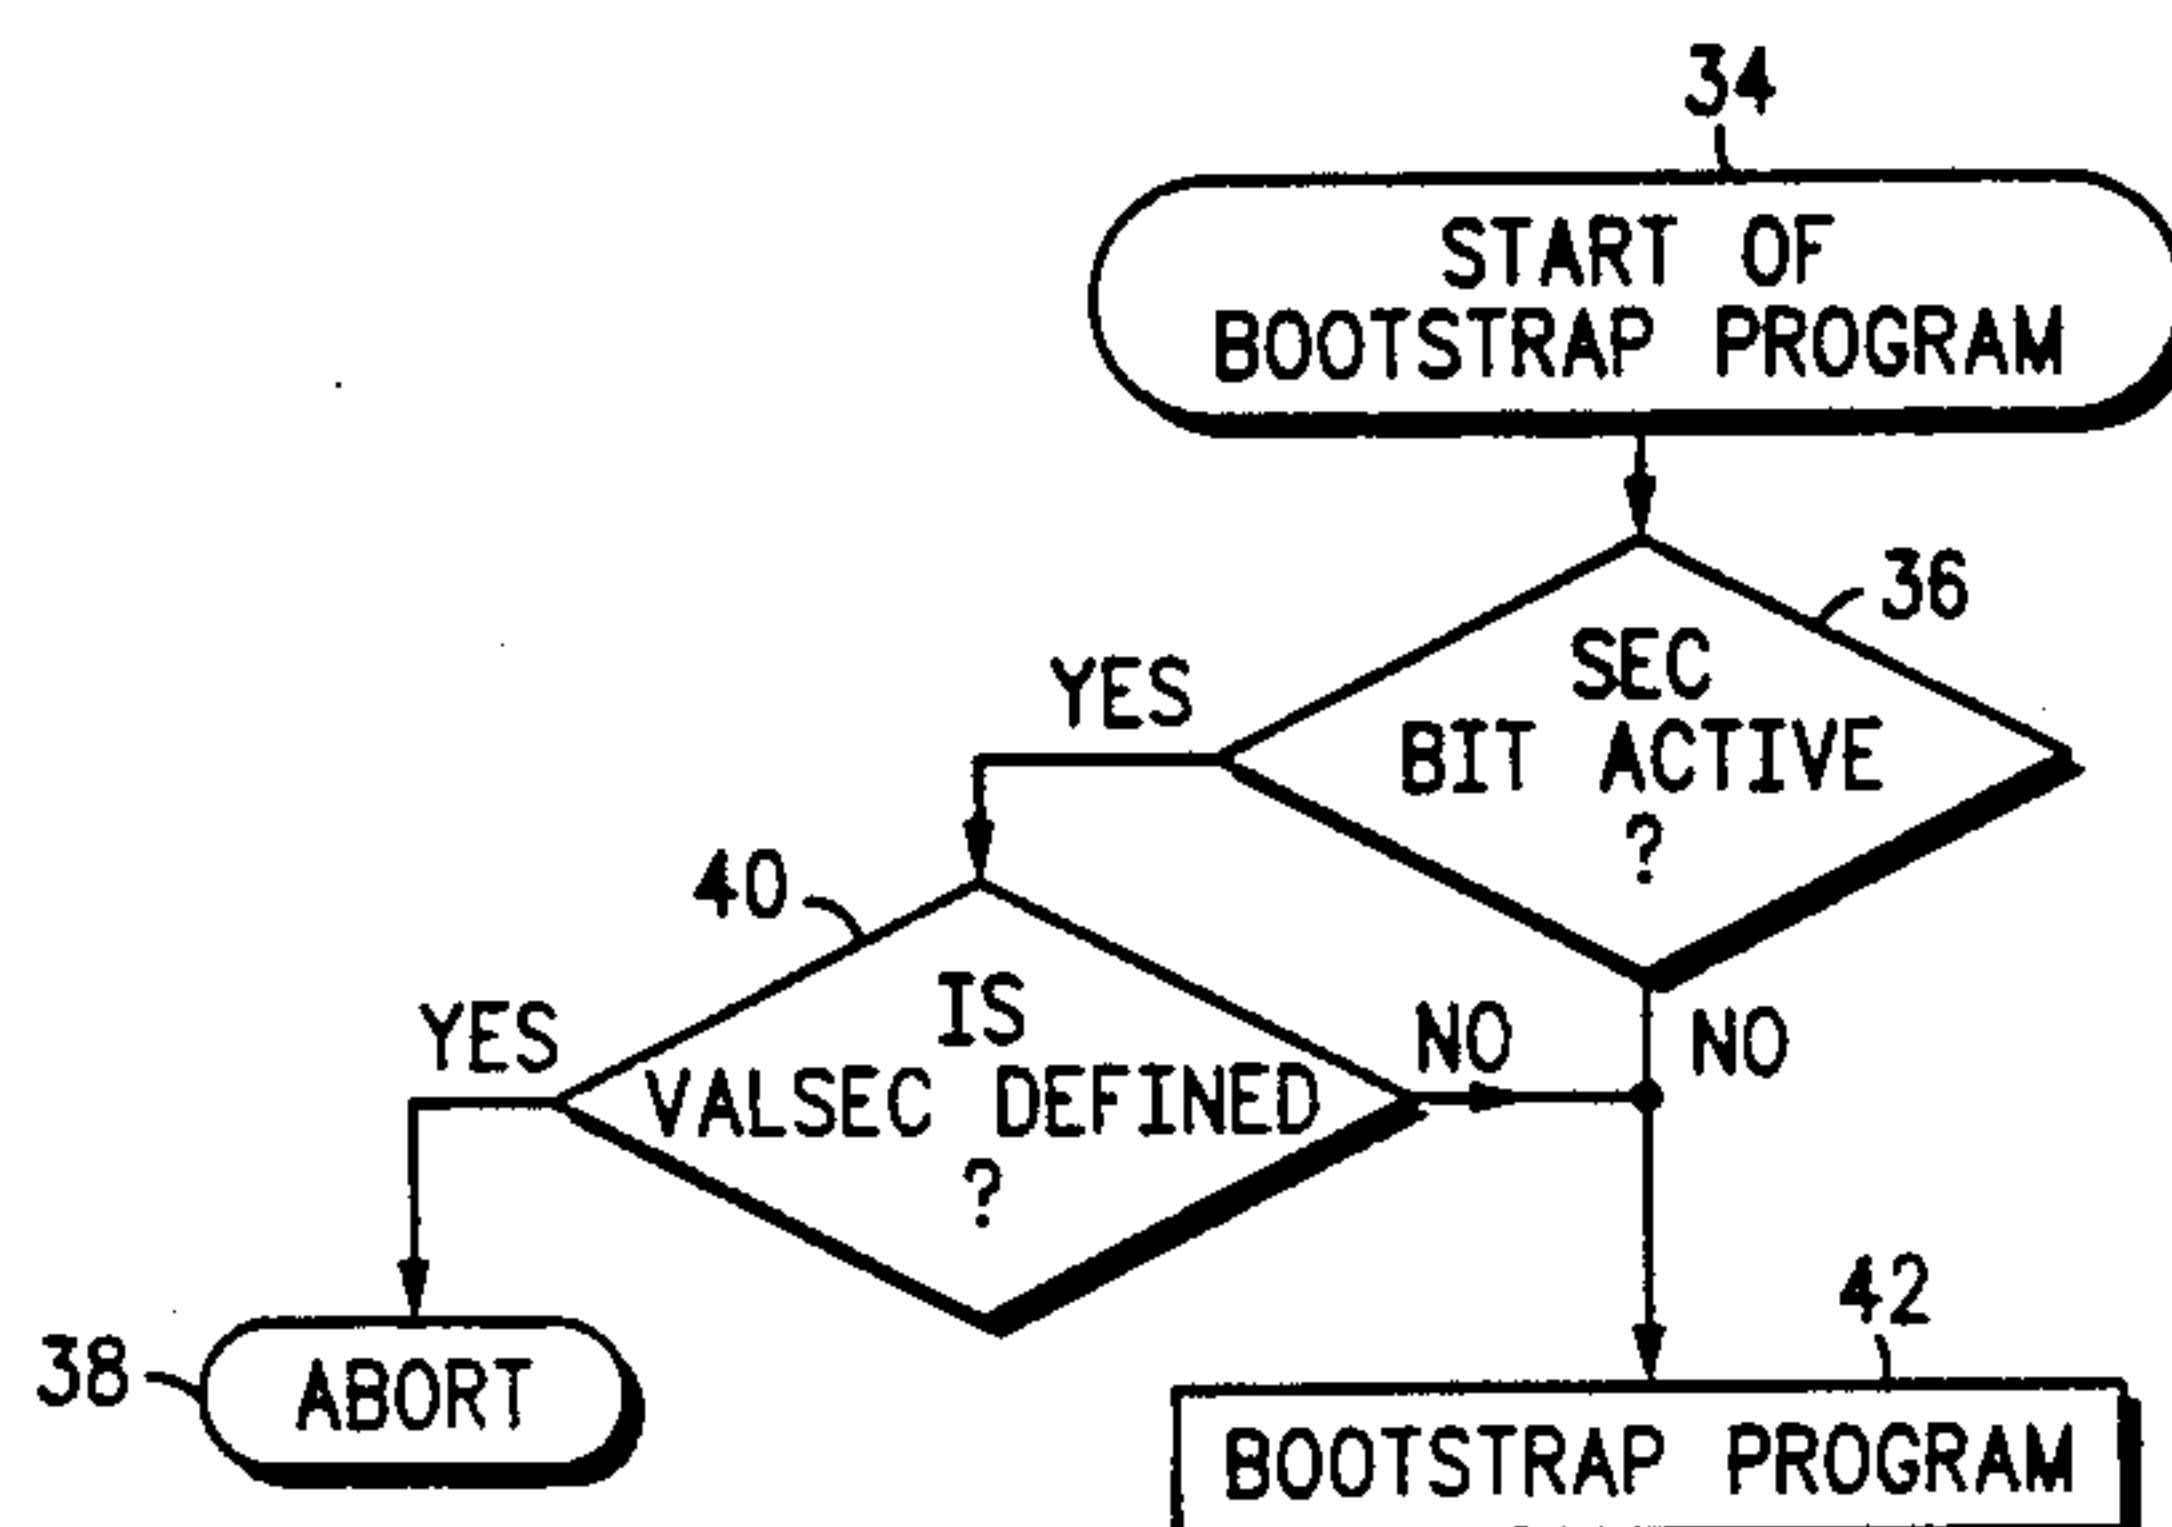 34
START OF
BOOTSTRAP PROGRAM
36
SEC
BIT ACTIVE
?
YES
40
IS
VALSEC DEFINED
?
YES
NO
NO
38
ABORT
42
BOOTSTRAP PROGRAM